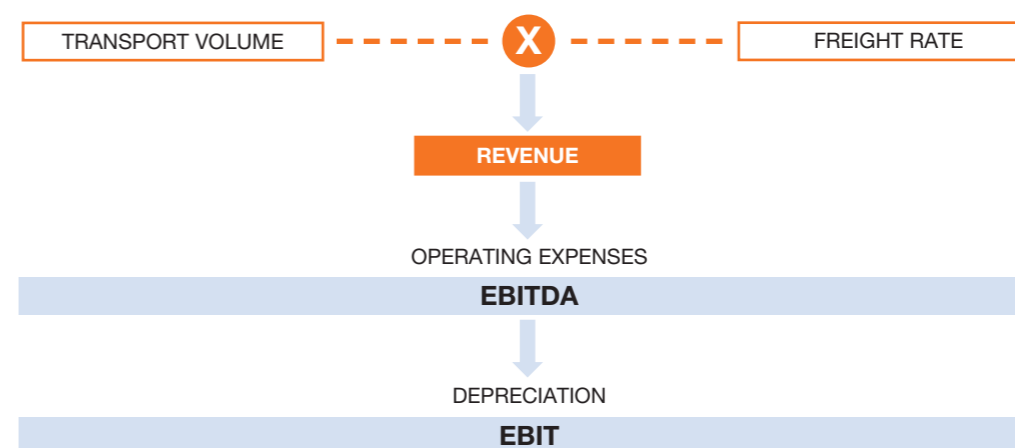 TRANSPORT VOLUME
X
FREIGHT RATE
REVENUE
OPERATING EXPENSES
EBITDA
DEPRECIATION
EBIT